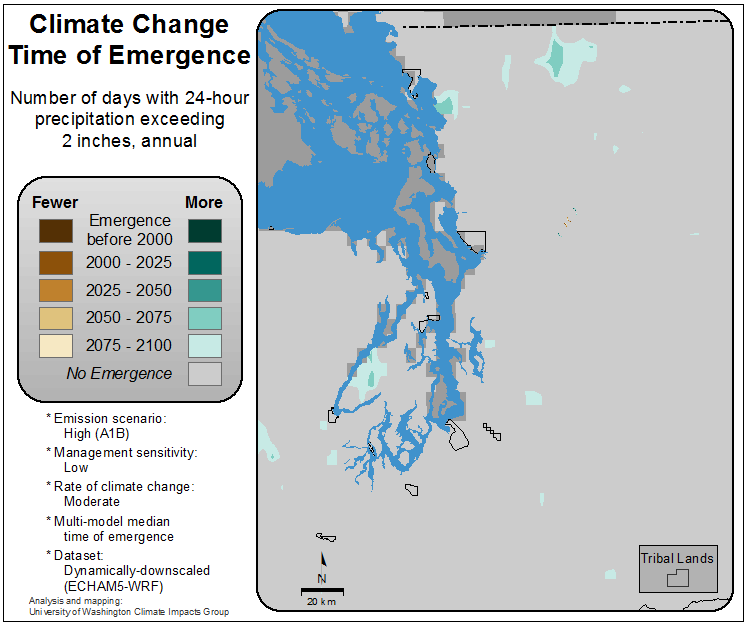 Climate Change
Time of Emergence
Number of days with 24-hour
precipitation exceeding
2 inches, annual
Fewer More
Emergence
before 2000
2000 - 2025
2025 - 2050
2050 - 2075
2075 - 2100
No Emergence
* Emission scenario:
High (A1B)
* Management sensitivity:
Low
* Rate of climate change:
Moderate
* Multi-model median
time of emergence
* Dataset:
Dynamically-downscaled
(ECHAM5-WRF)
Analysis and mapping:
University of Washington Climate Impacts Group
N
20 km
Tribal Lands